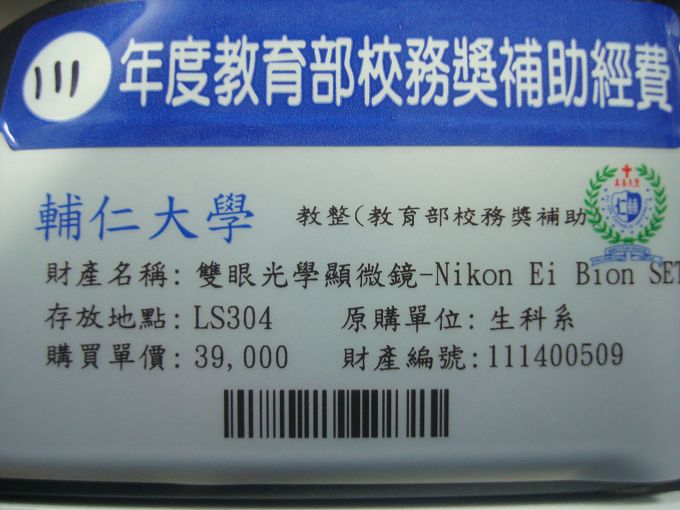 111 年度教育部校務獎補助經費
輔仁大學 教整(教育部校務獎補助)
財產名稱: 雙眼光學顯微鏡-Nikon Ei Bion SET
存放地點: LS304 原購單位: 生科系
購買單價: 39,000 財產編號: 111400509